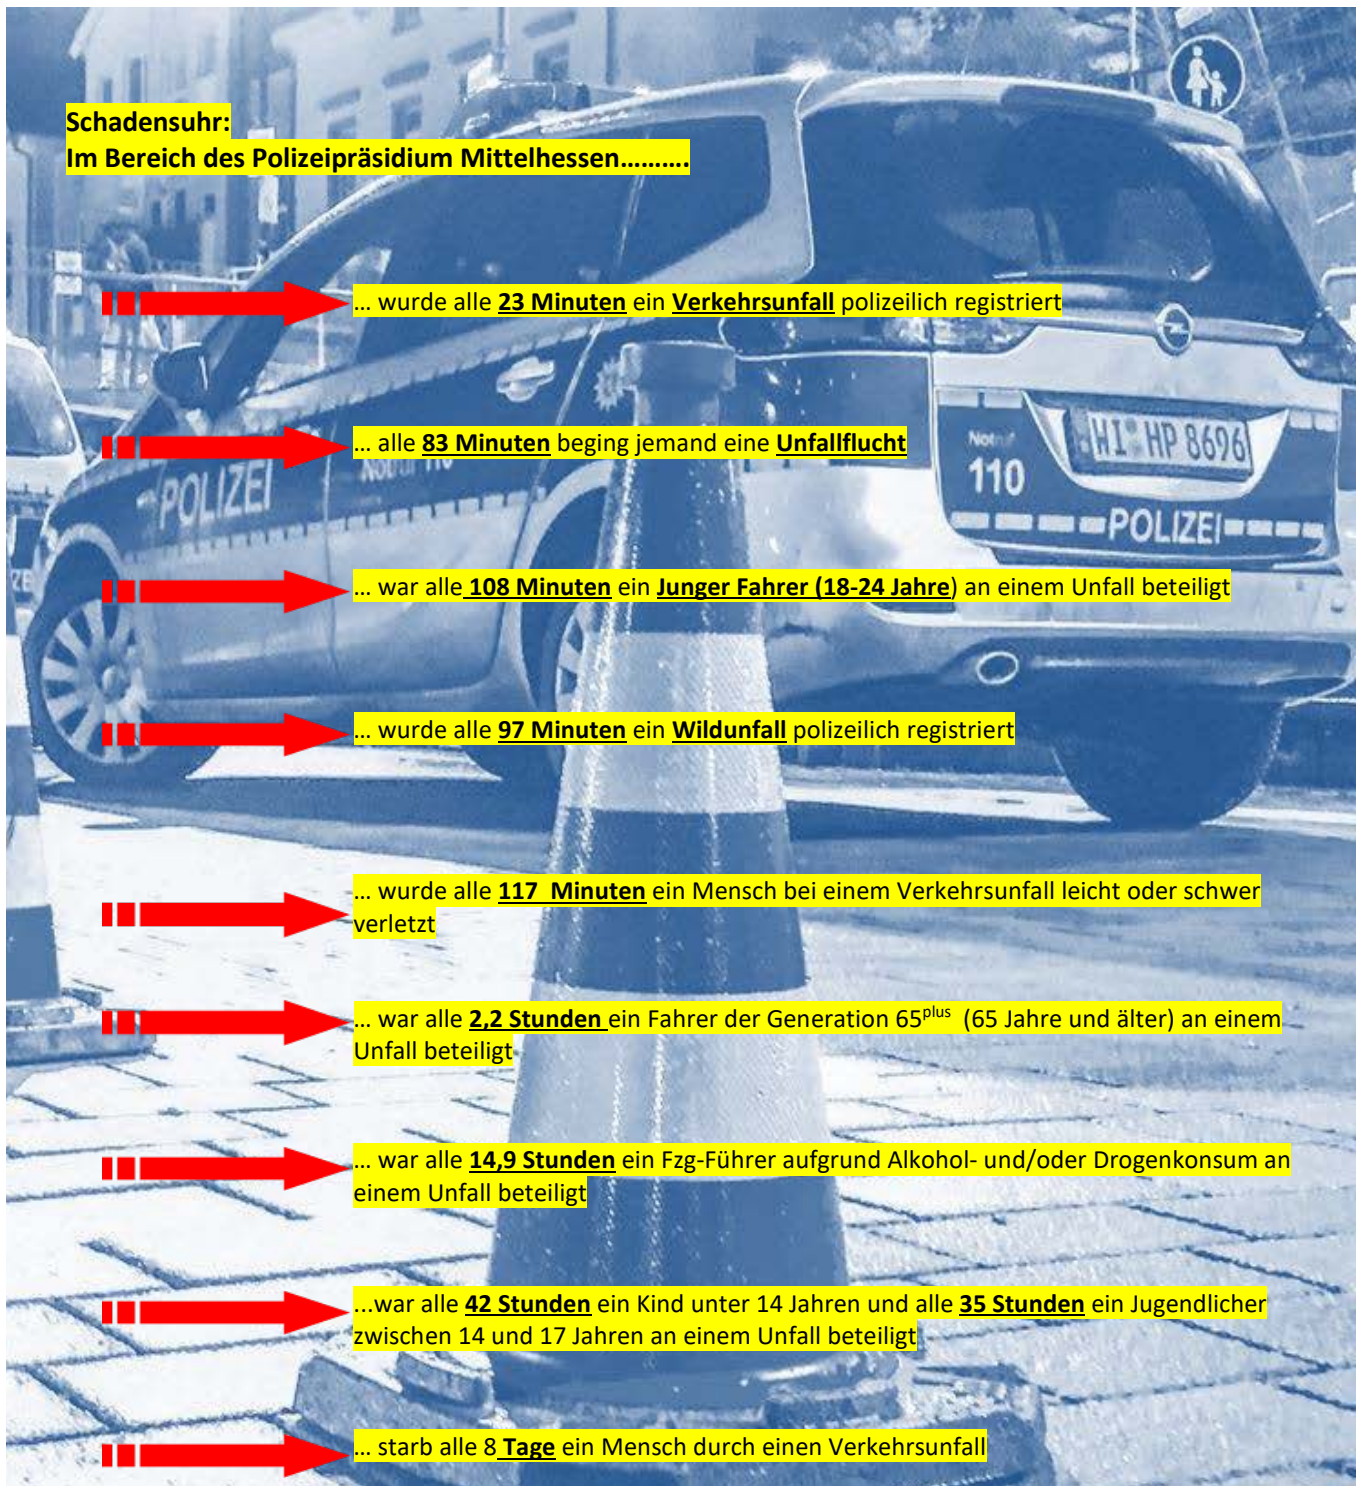 Schadensuhr:
Im Bereich des Polizeipräsidium Mittelhessen……….
… wurde alle 23 Minuten ein Verkehrsunfall polizeilich registriert
… alle 83 Minuten beging jemand eine Unfallflucht
Notruf 110
POLIZEI
Notruf
110
WI HP 8696
POLIZEI
… war alle 108 Minuten ein Junger Fahrer (18-24 Jahre) an einem Unfall beteiligt
… wurde alle 97 Minuten ein Wildunfall polizeilich registriert
… wurde alle 117  Minuten ein Mensch bei einem Verkehrsunfall leicht oder schwer
verletzt
… war alle 2,2 Stunden ein Fahrer der Generation 65plus  (65 Jahre und älter) an einem
Unfall beteiligt
… war alle 14,9 Stunden ein Fzg-Führer aufgrund Alkohol- und/oder Drogenkonsum an
einem Unfall beteiligt
...war alle 42 Stunden ein Kind unter 14 Jahren und alle 35 Stunden ein Jugendlicher
zwischen 14 und 17 Jahren an einem Unfall beteiligt
… starb alle 8 Tage ein Mensch durch einen Verkehrsunfall